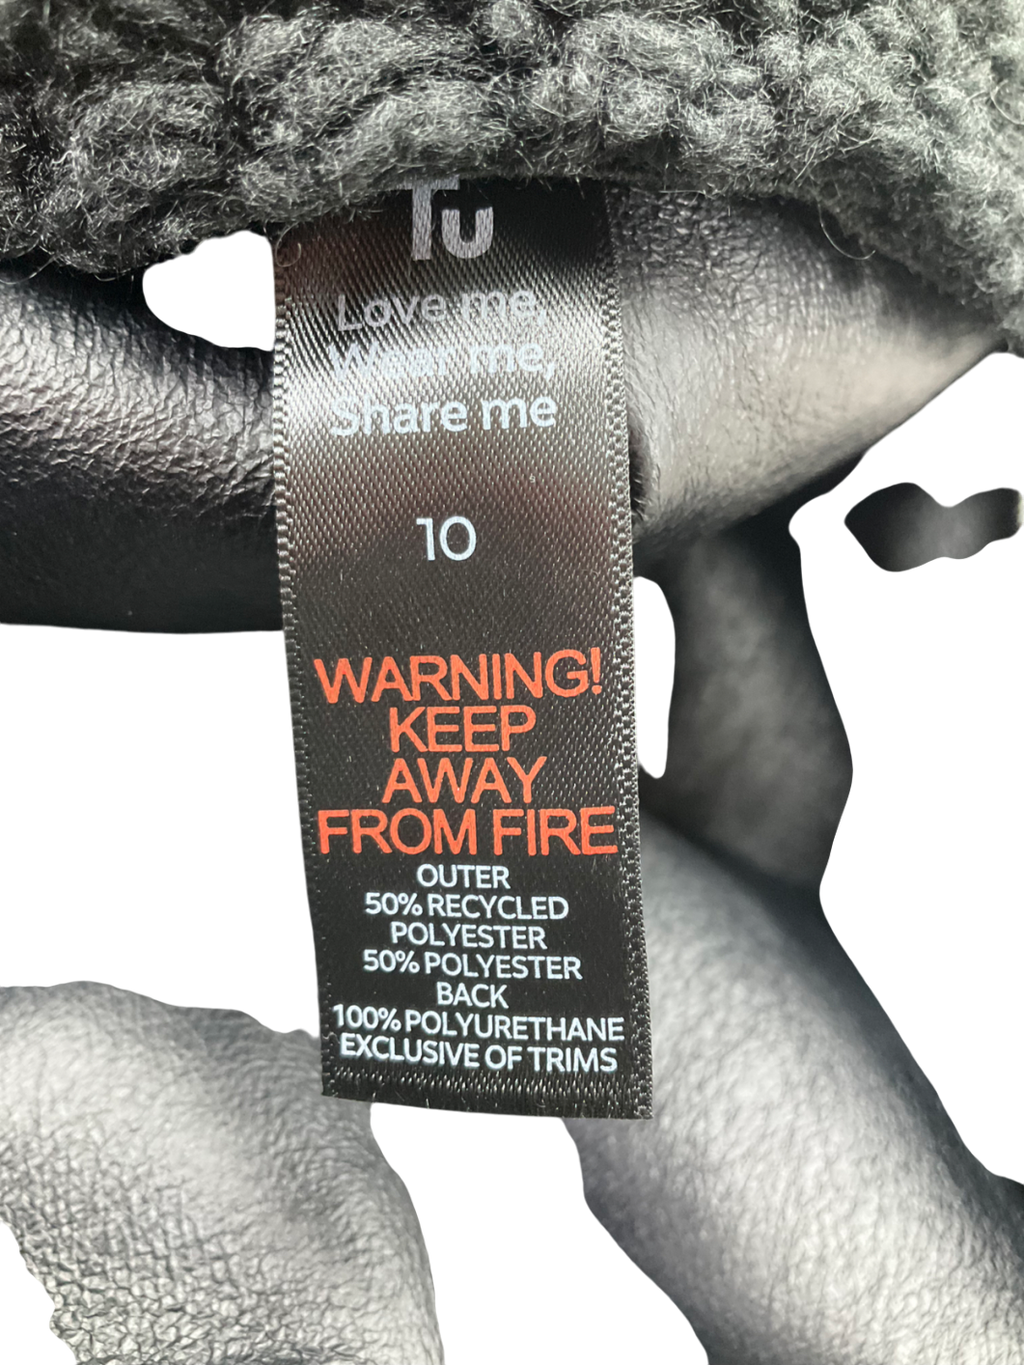 Tu
Love me,
Wear me,
Share me
10
WARNING!
KEEP
AWAY
FROM FIRE
OUTER
50% RECYCLED
POLYESTER
50% POLYESTER
BACK
100% POLYURETHANE
EXCLUSIVE OF TRIMS